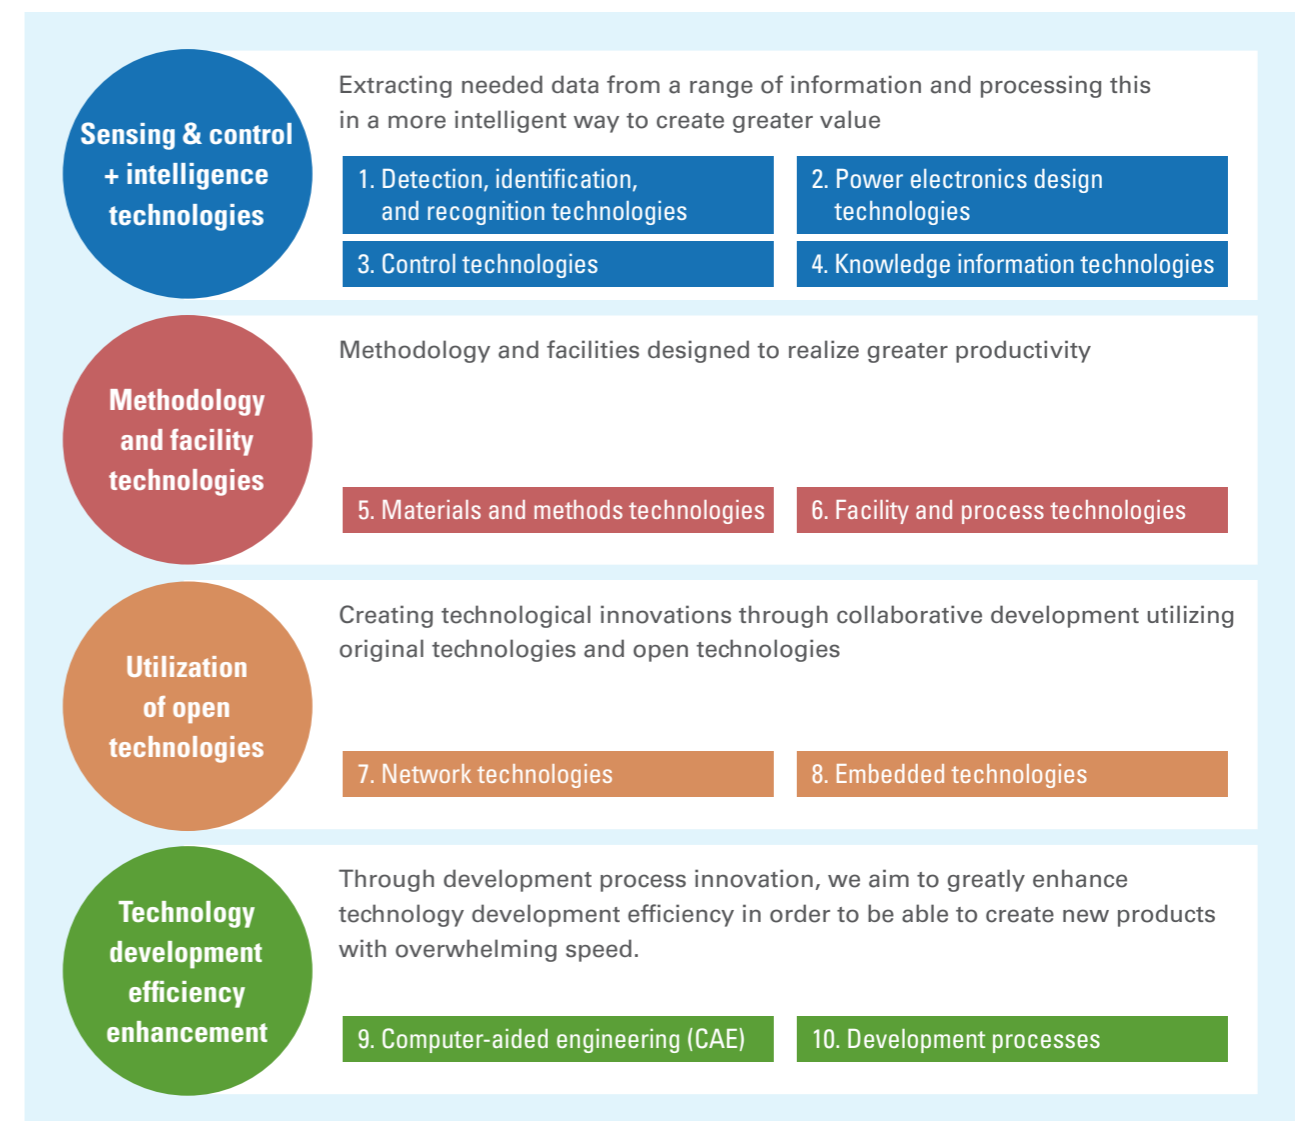 Sensing & control
+ intelligence
technologies
Extracting needed data from a range of information and processing this
in a more intelligent way to create greater value
1. Detection, identification,
and recognition technologies
2. Power electronics design
technologies
3. Control technologies
4. Knowledge information technologies
Methodology
and facility
technologies
Methodology and facilities designed to realize greater productivity
5. Materials and methods technologies
6. Facility and process technologies
Utilization
of open
technologies
Creating technological innovations through collaborative development utilizing
original technologies and open technologies
7. Network technologies
8. Embedded technologies
Technology
development
efficiency
enhancement
Through development process innovation, we aim to greatly enhance
technology development efficiency in order to be able to create new products
with overwhelming speed.
9. Computer-aided engineering (CAE)
10. Development processes